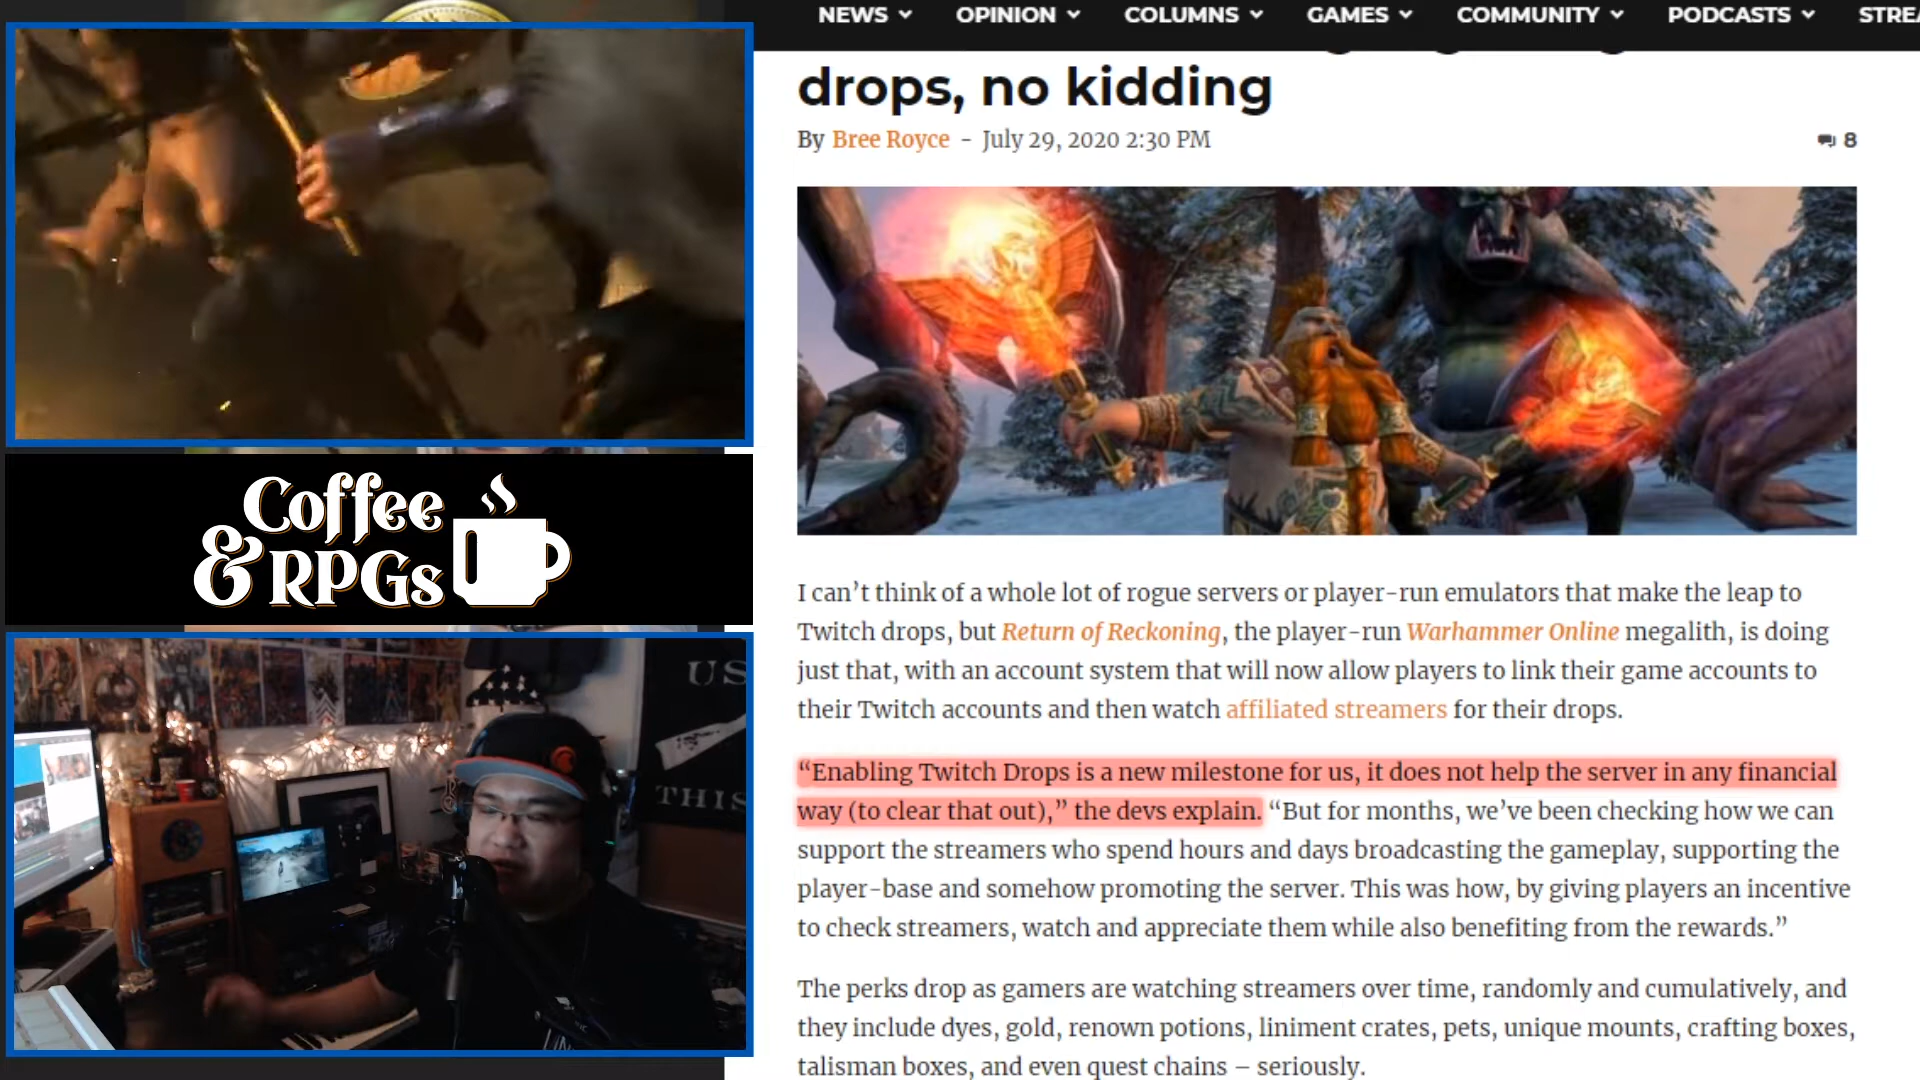 NEWS OPINION COLUMNS GAMES COMMUNITY PODCASTS STREA
drops, no kidding
By Bree Royce - July 29, 2020 2:30 PM 8
I can’t think of a whole lot of rogue servers or player-run emulators that make the leap to
Twitch drops, but Return of Reckoning, the player-run Warhammer Online megalith, is doing
just that, with an account system that will now allow players to link their game accounts to
their Twitch accounts and then watch affiliated streamers for their drops.
“Enabling Twitch Drops is a new milestone for us, it does not help the server in any financial
way (to clear that out),” the devs explain. “But for months, we’ve been checking how we can
support the streamers who spend hours and days broadcasting the gameplay, supporting the
player-base and somehow promoting the server. This was how, by giving players an incentive
to check streamers, watch and appreciate them while also benefiting from the rewards.”
The perks drop as gamers are watching streamers over time, randomly and cumulatively, and
they include dyes, gold, renown potions, liniment crates, pets, unique mounts, crafting boxes,
talisman boxes, and even quest chains – seriously.
Coffee
& RPGs
US
THIS